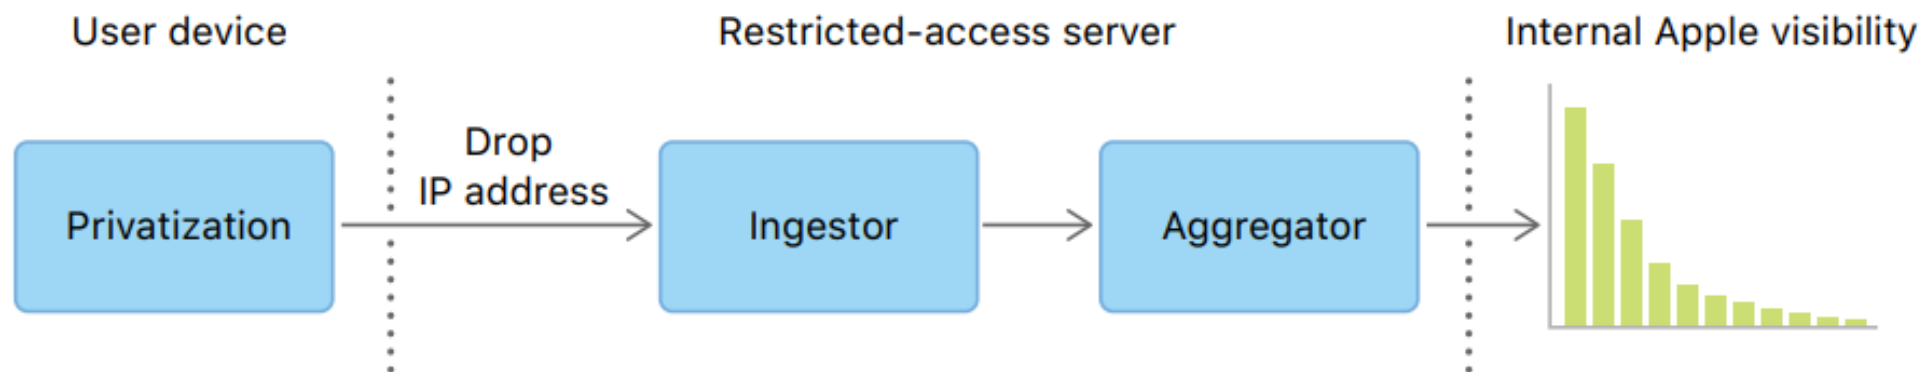 User device
Restricted-access server
Internal Apple visibility
Drop
IP address
Privatization
Ingestor
Aggregator